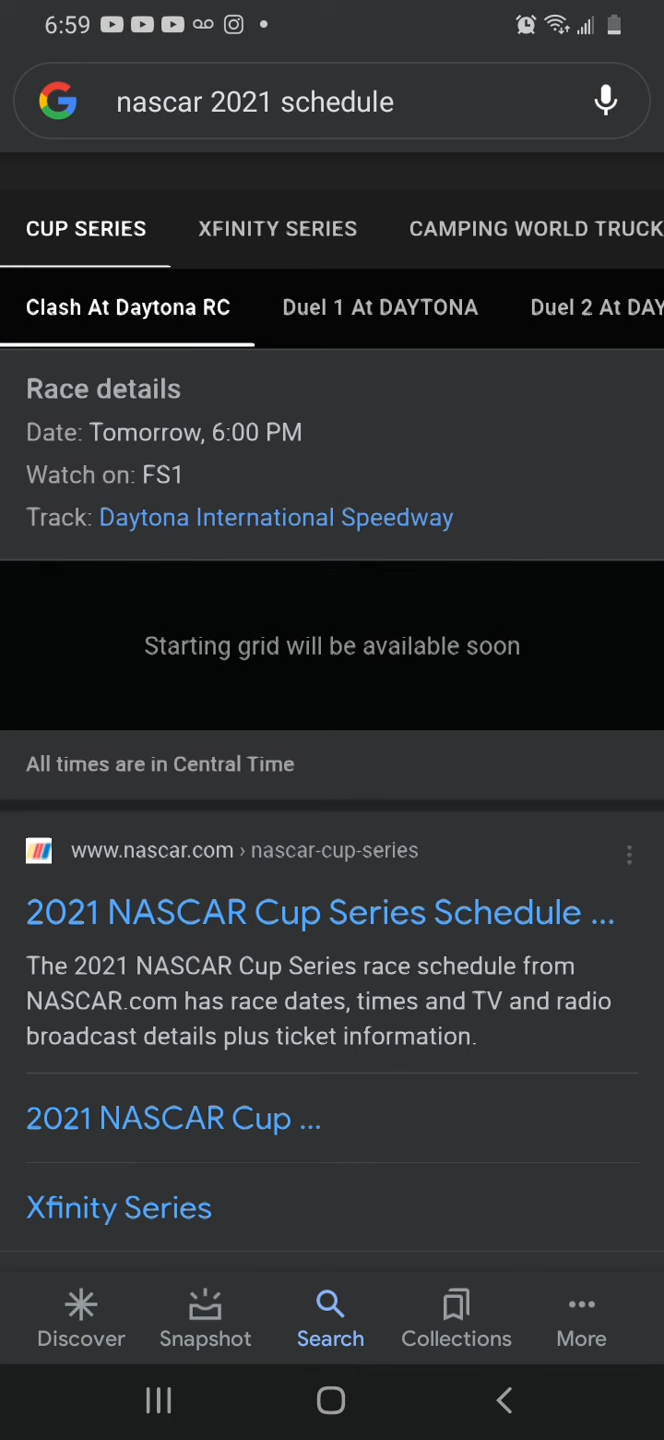 6:59
nascar 2021 schedule
CUP SERIES XFINITY SERIES CAMPING WORLD TRUCK
Clash At Daytona RC Duel 1 At DAYTONA Duel 2 At DAY
Race details
Date: Tomorrow, 6:00 PM
Watch on: FS1
Track: Daytona International Speedway
Starting grid will be available soon
All times are in Central Time
www.nascar.com › nascar-cup-series
2021 NASCAR Cup Series Schedule ...
The 2021 NASCAR Cup Series race schedule from
NASCAR.com has race dates, times and TV and radio
broadcast details plus ticket information.
2021 NASCAR Cup ...
Xfinity Series
Discover Snapshot Search Collections More